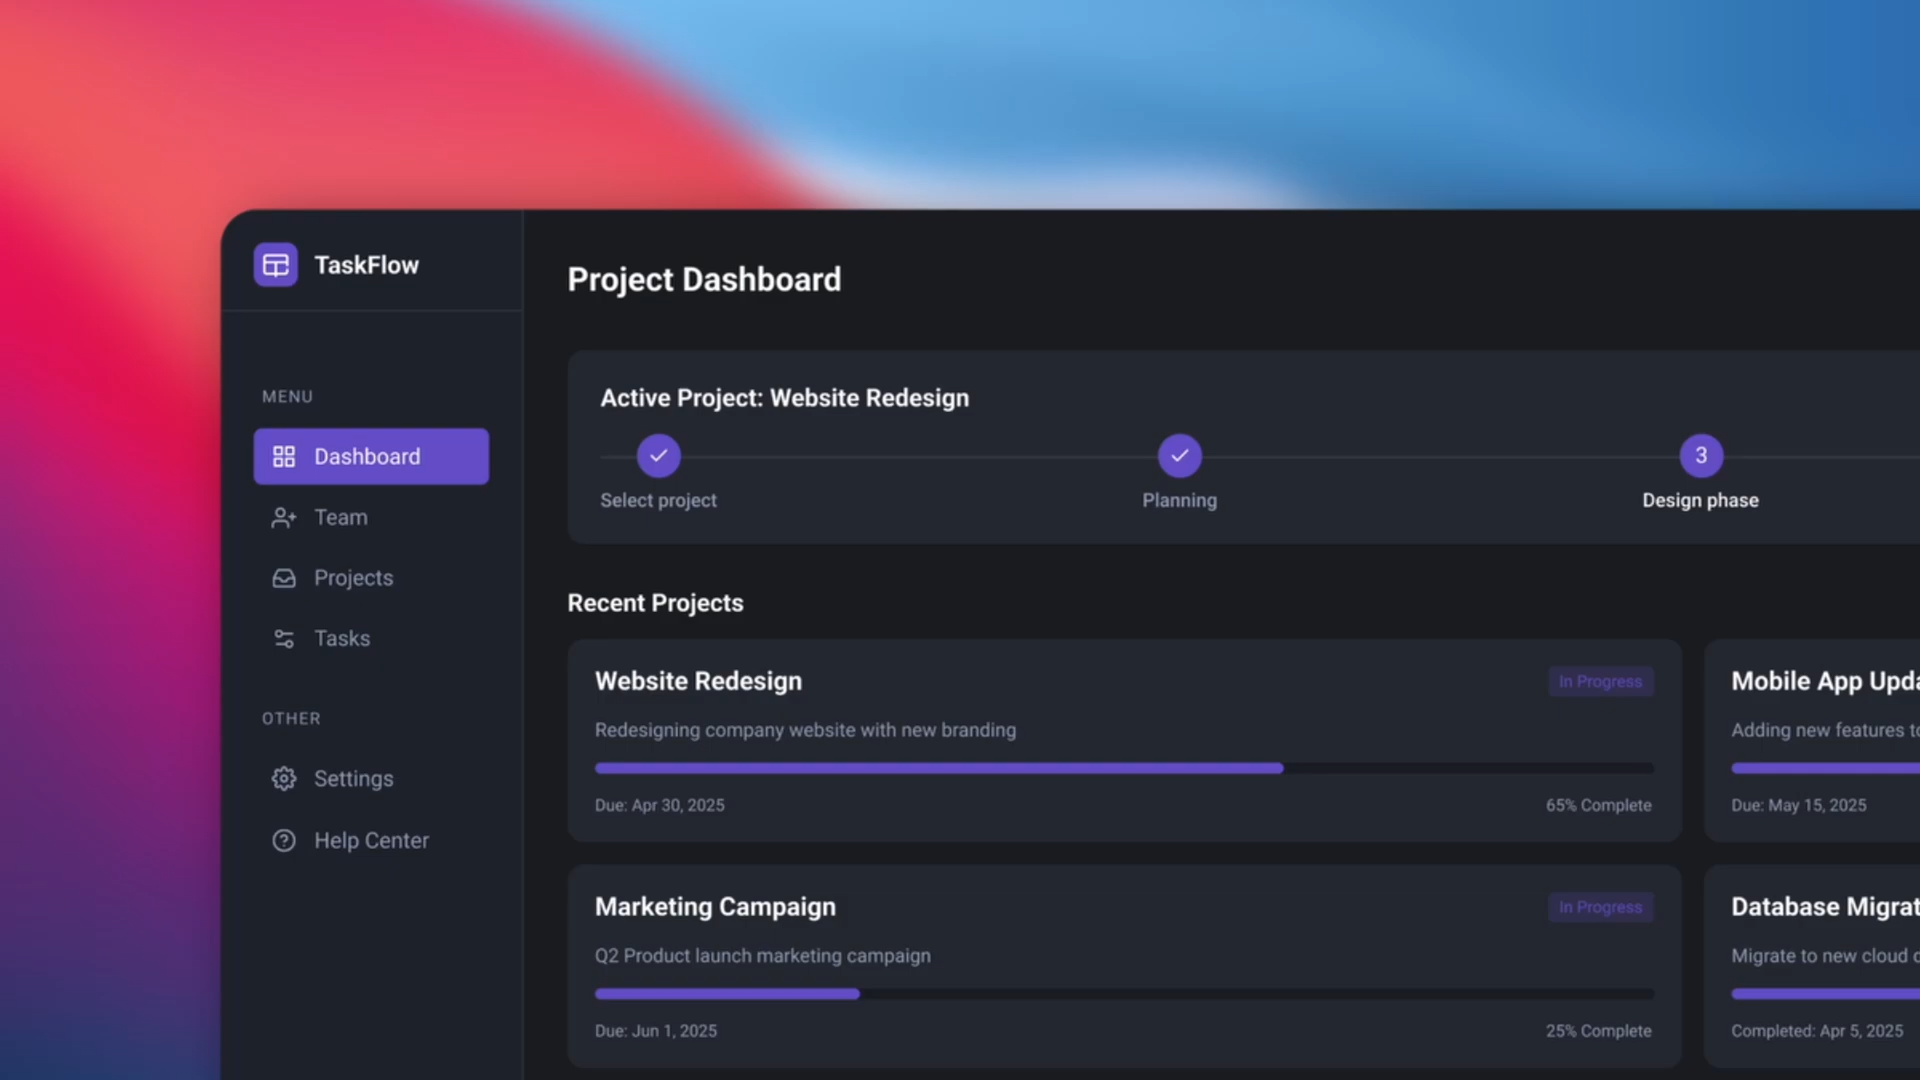 TaskFlow
MENU
Dashboard
Team
Projects
Tasks
OTHER
Settings
Help Center
Project Dashboard
Active Project: Website Redesign
3
Select project
Planning
Design phase
Recent Projects
Website Redesign
In Progress
Redesigning company website with new branding
Due: Apr 30, 2025
65% Complete
Mobile App
Adding new features
Due: May 15, 2025
Marketing Campaign
In Progress
Q2 Product launch marketing campaign
Due: Jun 1, 2025
25% Complete
Database
Migrate to new cloud
Completed: Apr 5, 2025